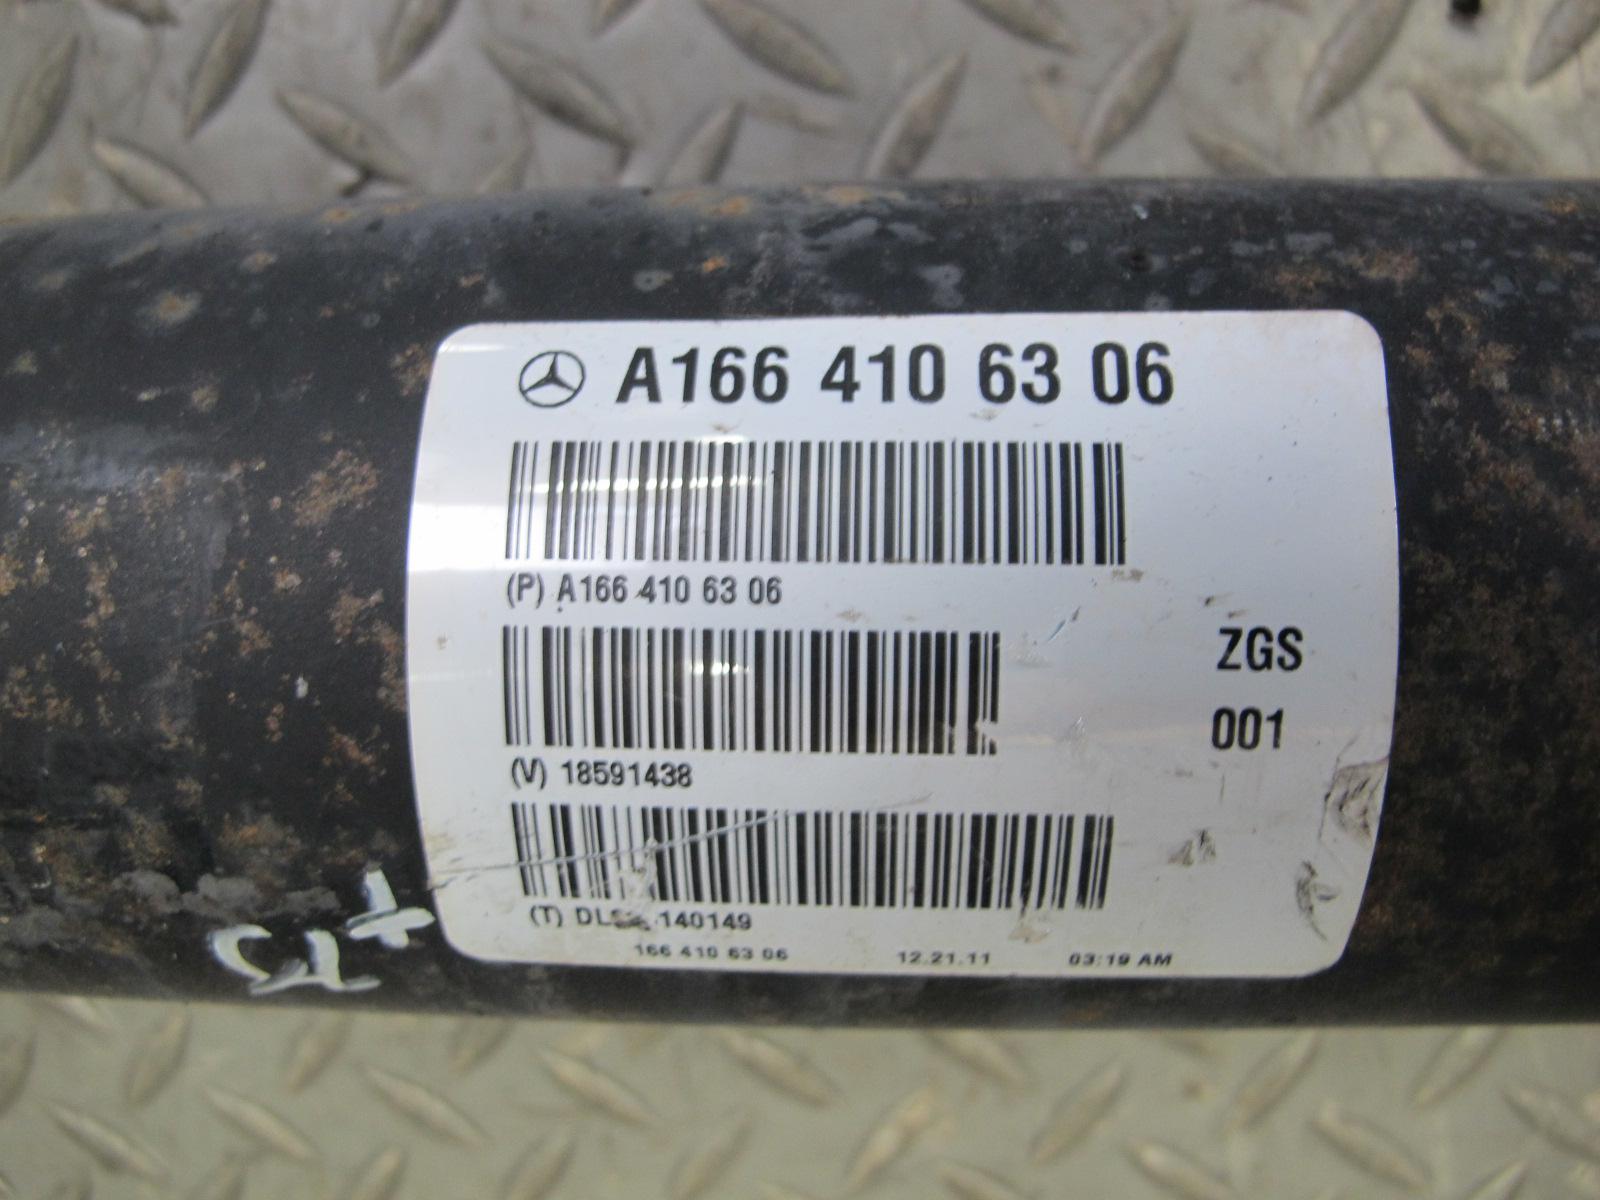 A166 410 63 06
(P) A166 410 63 06
ZGS
001
(V) 18591438
(T) 140149
166 410 63 06 12.21.11 03:19 AM